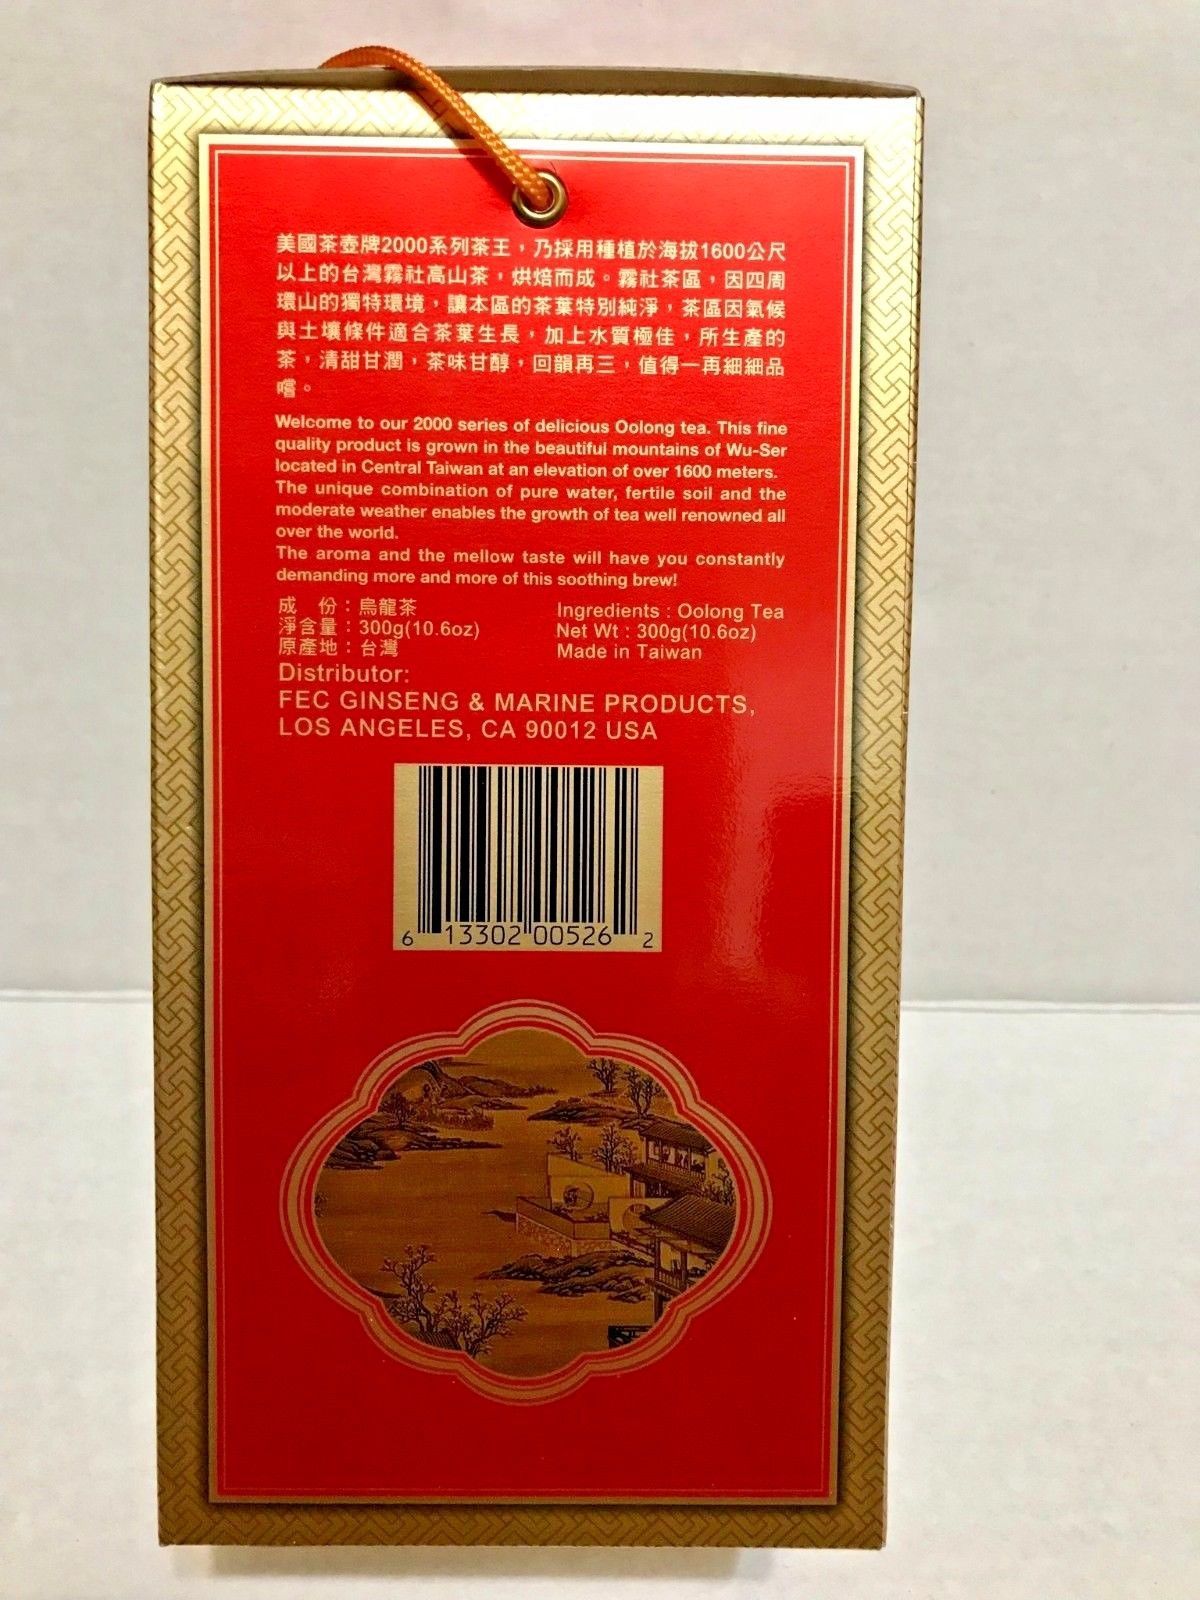 美國茶壺牌2000系列茶王，乃採用種植於海拔1600公尺
以上的台灣霧社高山茶，烘焙而成。霧社茶區，因四周
環山的獨特環境，讓本區的茶葉特別純淨，茶區因氣候
與土壤條件適合茶葉生長，加上水質極佳，所生產的
茶，清甜甘潤，茶味甘醇，回韻再三，值得一再細細品
嚐。
Welcome to our 2000 series of delicious Oolong tea. This fine
quality product is grown in the beautiful mountains of Wu-Ser
located in Central Taiwan at an elevation of over 1600 meters.
The unique combination of pure water, fertile soil and the
moderate weather enables the growth of tea well renowned all
over the world.
The aroma and the mellow taste will have you constantly
demanding more and more of this soothing brew!
成　份：烏龍茶
淨含量：300g(10.6oz)
原產地：台灣
Ingredients : Oolong Tea
Net Wt : 300g(10.6oz)
Made in Taiwan
Distributor:
FEC GINSENG & MARINE PRODUCTS,
LOS ANGELES, CA 90012 USA
6 13302 00526 2